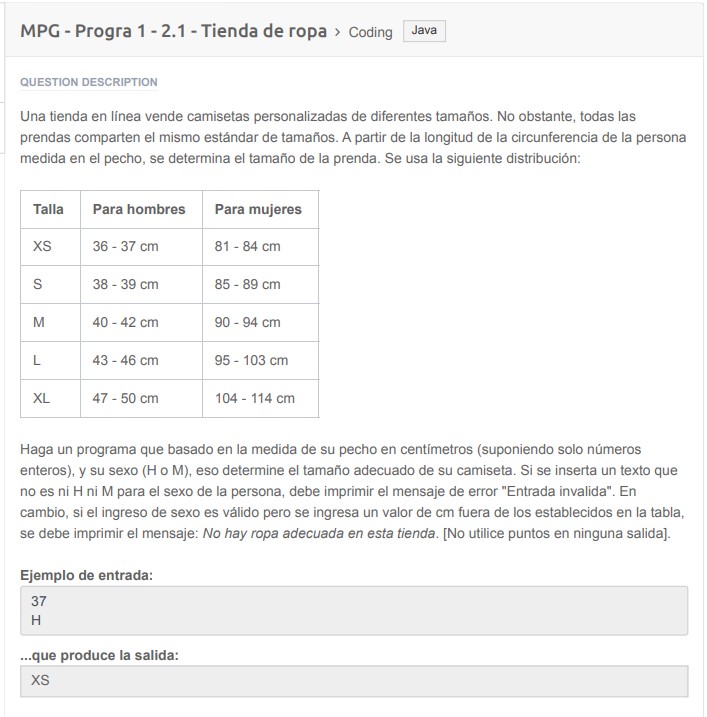 MPG - Progra 1 - 2.1 - Tienda de ropa › Coding Java
QUESTION DESCRIPTION
Una tienda en línea vende camisetas personalizadas de diferentes tamaños. No obstante, todas las
prendas comparten el mismo estándar de tamaños. A partir de la longitud de la circunferencia de la persona
medida en el pecho, se determina el tamaño de la prenda. Se usa la siguiente distribución:
Talla Para hombres Para mujeres
XS 36 - 37 cm 81 - 84 cm
S 38 - 39 cm 85 - 89 cm
M 40 - 42 cm 90 - 94 cm
L 43 - 46 cm 95 - 103 cm
XL 47 - 50 cm 104 - 114 cm
Haga un programa que basado en la medida de su pecho en centímetros (suponiendo solo números
enteros), y su sexo (H o M), eso determine el tamaño adecuado de su camiseta. Si se inserta un texto que
no es ni H ni M para el sexo de la persona, debe imprimir el mensaje de error "Entrada invalida". En
cambio, si el ingreso de sexo es válido pero se ingresa un valor de cm fuera de los establecidos en la tabla,
se debe imprimir el mensaje: No hay ropa adecuada en esta tienda. [No utilice puntos en ninguna salida].
Ejemplo de entrada:
37
H
...que produce la salida:
XS